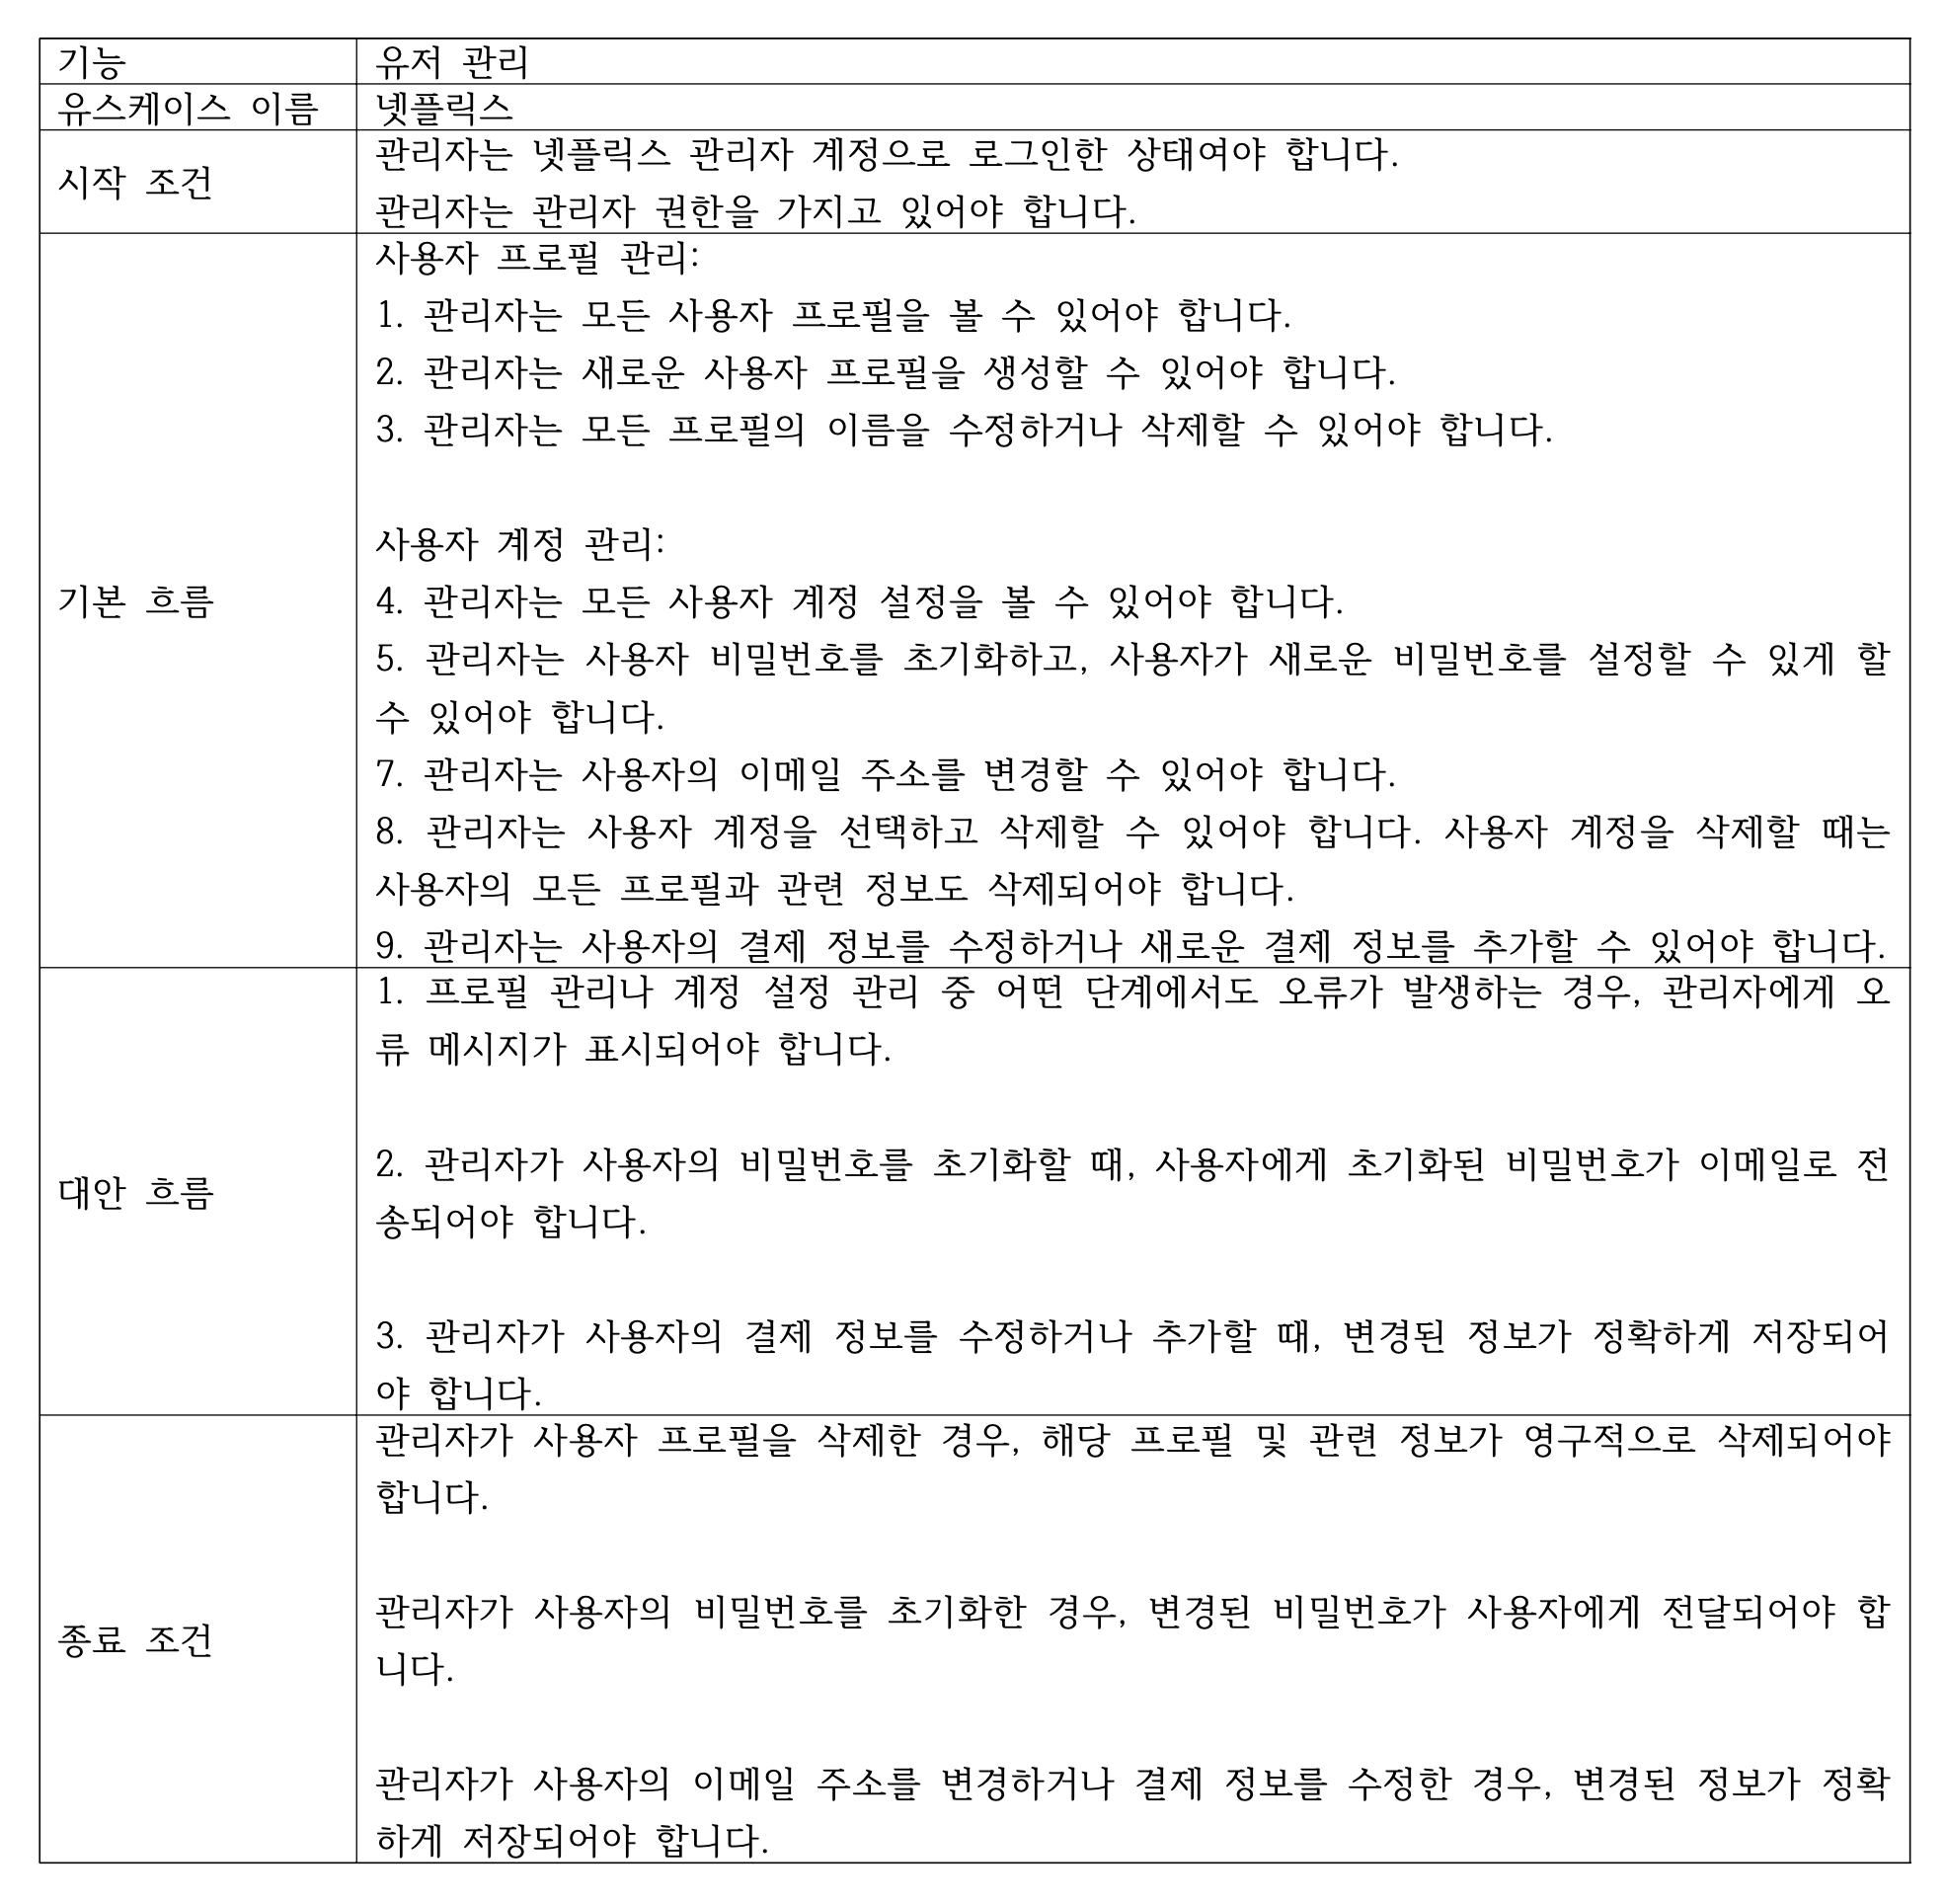 기능
유저 관리
유스케이스 이름
넷플릭스
시작 조건
관리자는 넷플릭스 관리자 계정으로 로그인한 상태여야 합니다.
관리자는 관리자 권한을 가지고 있어야 합니다.
기본 흐름
사용자 프로필 관리:
1. 관리자는 모든 사용자 프로필을 볼 수 있어야 합니다.
2. 관리자는 새로운 사용자 프로필을 생성할 수 있어야 합니다.
3. 관리자는 모든 프로필의 이름을 수정하거나 삭제할 수 있어야 합니다.
사용자 계정 관리:
4. 관리자는 모든 사용자 계정 설정을 볼 수 있어야 합니다.
5. 관리자는 사용자 비밀번호를 초기화하고, 사용자가 새로운 비밀번호를 설정할 수 있게 할
수 있어야 합니다.
7. 관리자는 사용자의 이메일 주소를 변경할 수 있어야 합니다.
8. 관리자는 사용자 계정을 선택하고 삭제할 수 있어야 합니다. 사용자 계정을 삭제할 때는
사용자의 모든 프로필과 관련 정보도 삭제되어야 합니다.
9. 관리자는 사용자의 결제 정보를 수정하거나 새로운 결제 정보를 추가할 수 있어야 합니다.
대안 흐름
1. 프로필 관리나 계정 설정 관리 중 어떤 단계에서도 오류가 발생하는 경우, 관리자에게 오
류 메시지가 표시되어야 합니다.
2. 관리자가 사용자의 비밀번호를 초기화할 때, 사용자에게 초기화된 비밀번호가 이메일로 전
송되어야 합니다.
3. 관리자가 사용자의 결제 정보를 수정하거나 추가할 때, 변경된 정보가 정확하게 저장되어
야 합니다.
종료 조건
관리자가 사용자 프로필을 삭제한 경우, 해당 프로필 및 관련 정보가 영구적으로 삭제되어야
합니다.
관리자가 사용자의 비밀번호를 초기화한 경우, 변경된 비밀번호가 사용자에게 전달되어야 합
니다.
관리자가 사용자의 이메일 주소를 변경하거나 결제 정보를 수정한 경우, 변경된 정보가 정확
하게 저장되어야 합니다.